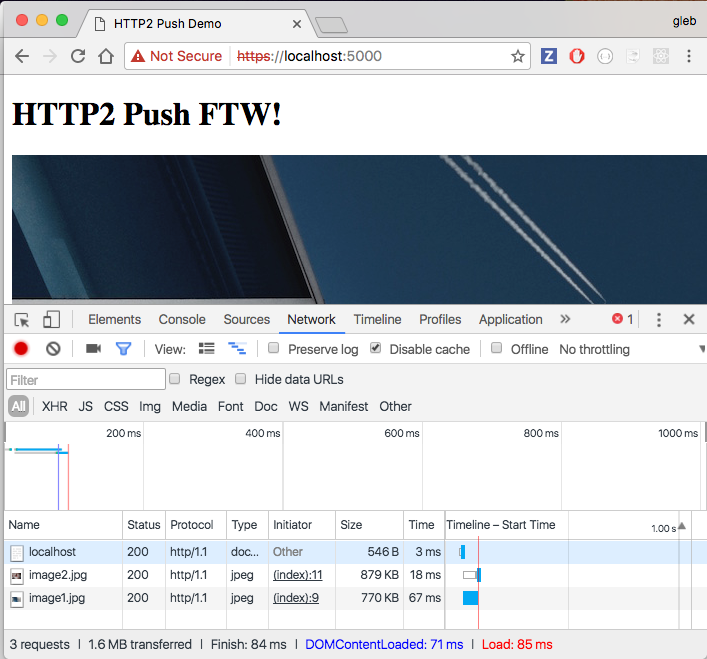 HTTP2 Push Demo
gleb
Not Secure https://localhost:5000
HTTP2 Push FTW!
Elements Console Sources Network Timeline Profiles Application 1
View: Preserve log Disable cache Offline No throttling
Filter Regex Hide data URLs
All XHR JS CSS Img Media Font Doc WS Manifest Other
200 ms 400 ms 600 ms 800 ms 1000 ms
Name Status Protocol Type Initiator Size Time Timeline – Start Time 1.00 s
localhost 200 http/1.1 doc... Other 546 B 3 ms
image2.jpg 200 http/1.1 jpeg (index):11 879 KB 18 ms
image1.jpg 200 http/1.1 jpeg (index):9 770 KB 67 ms
3 requests | 1.6 MB transferred | Finish: 84 ms | DOMContentLoaded: 71 ms | Load: 85 ms